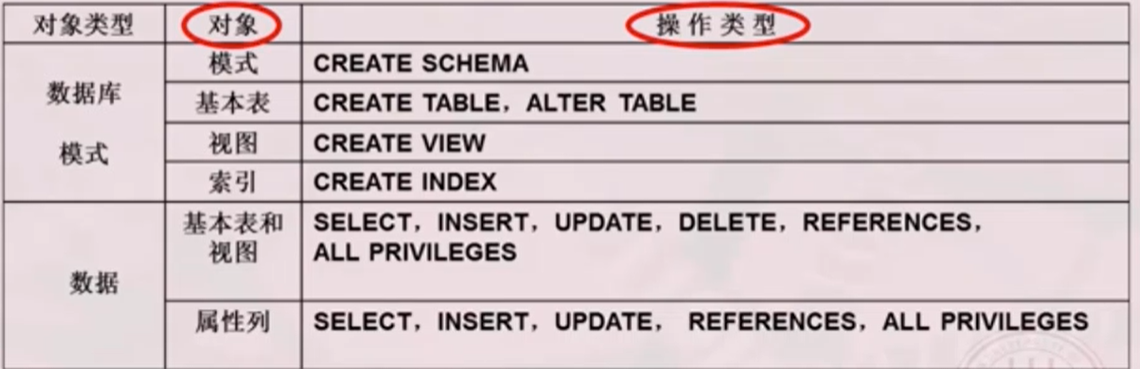 对象类型 对象 操作类型
数据库
模式
模式 CREATE SCHEMA
基本表 CREATE TABLE，ALTER TABLE
视图 CREATE VIEW
索引 CREATE INDEX
数据
基本表和
视图
SELECT，INSERT，UPDATE，DELETE，REFERENCES，
ALL PRIVILEGES
属性列 SELECT，INSERT，UPDATE， REFERENCES，ALL PRIVILEGES